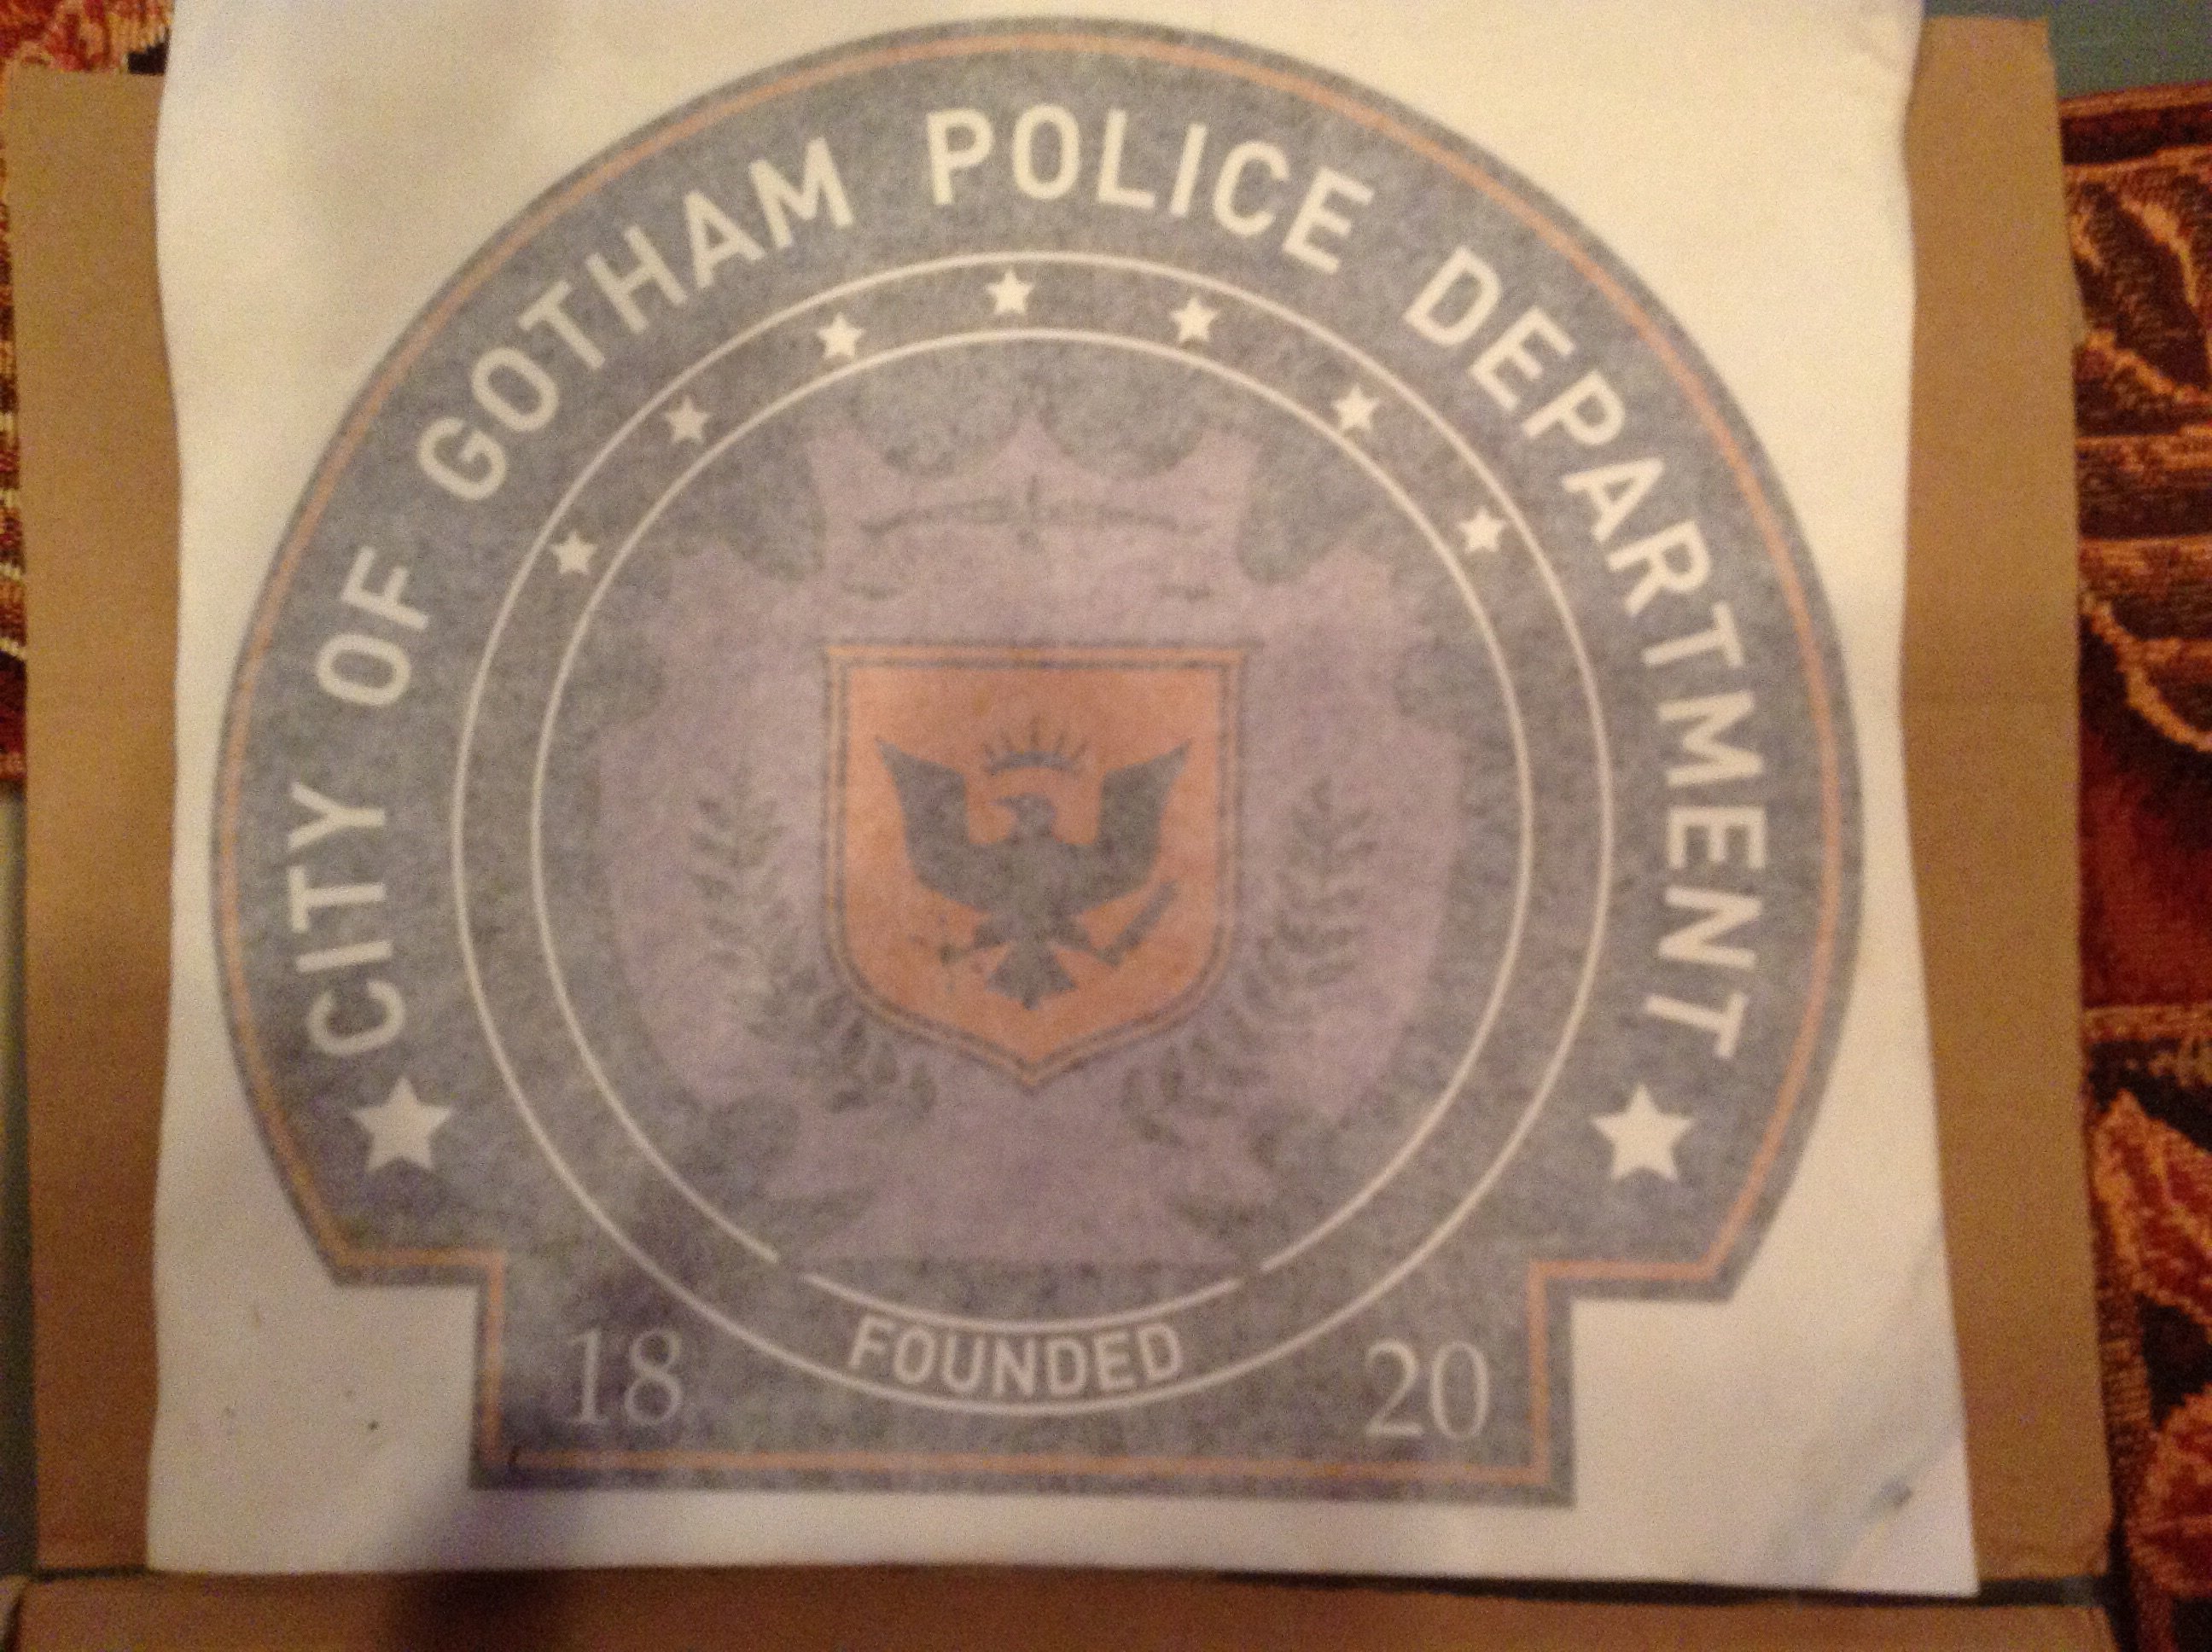 CITY OF GOTHAM POLICE DEPARTMENT
18 FOUNDED 20